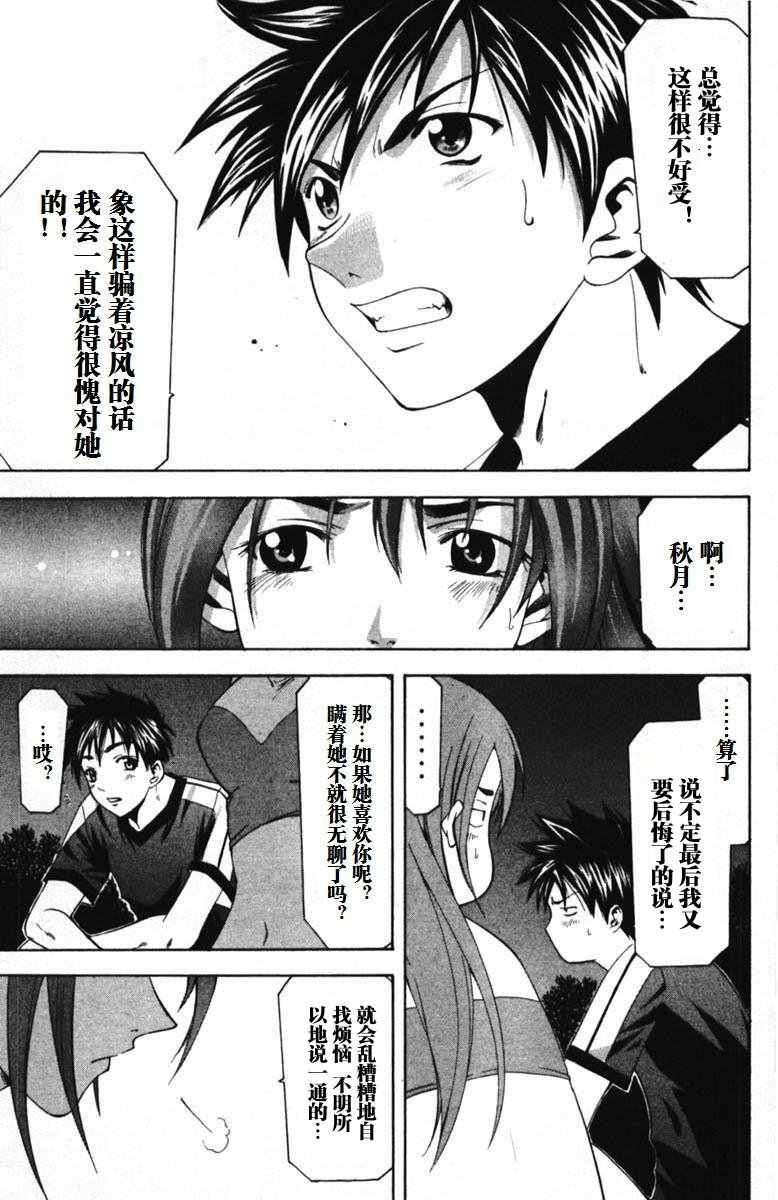 总觉得…
这样很不好受！
象这样骗着凉风的话
我会一直觉得很愧对她
的！！
啊…
秋月…
……算了
说不定最后我又
要后悔了的说…
……
那…如果她喜欢你呢？
瞒着她不就很无聊了吗？
…哎？
就会乱糟糟地自
找烦恼 不明所
以地说一通的…